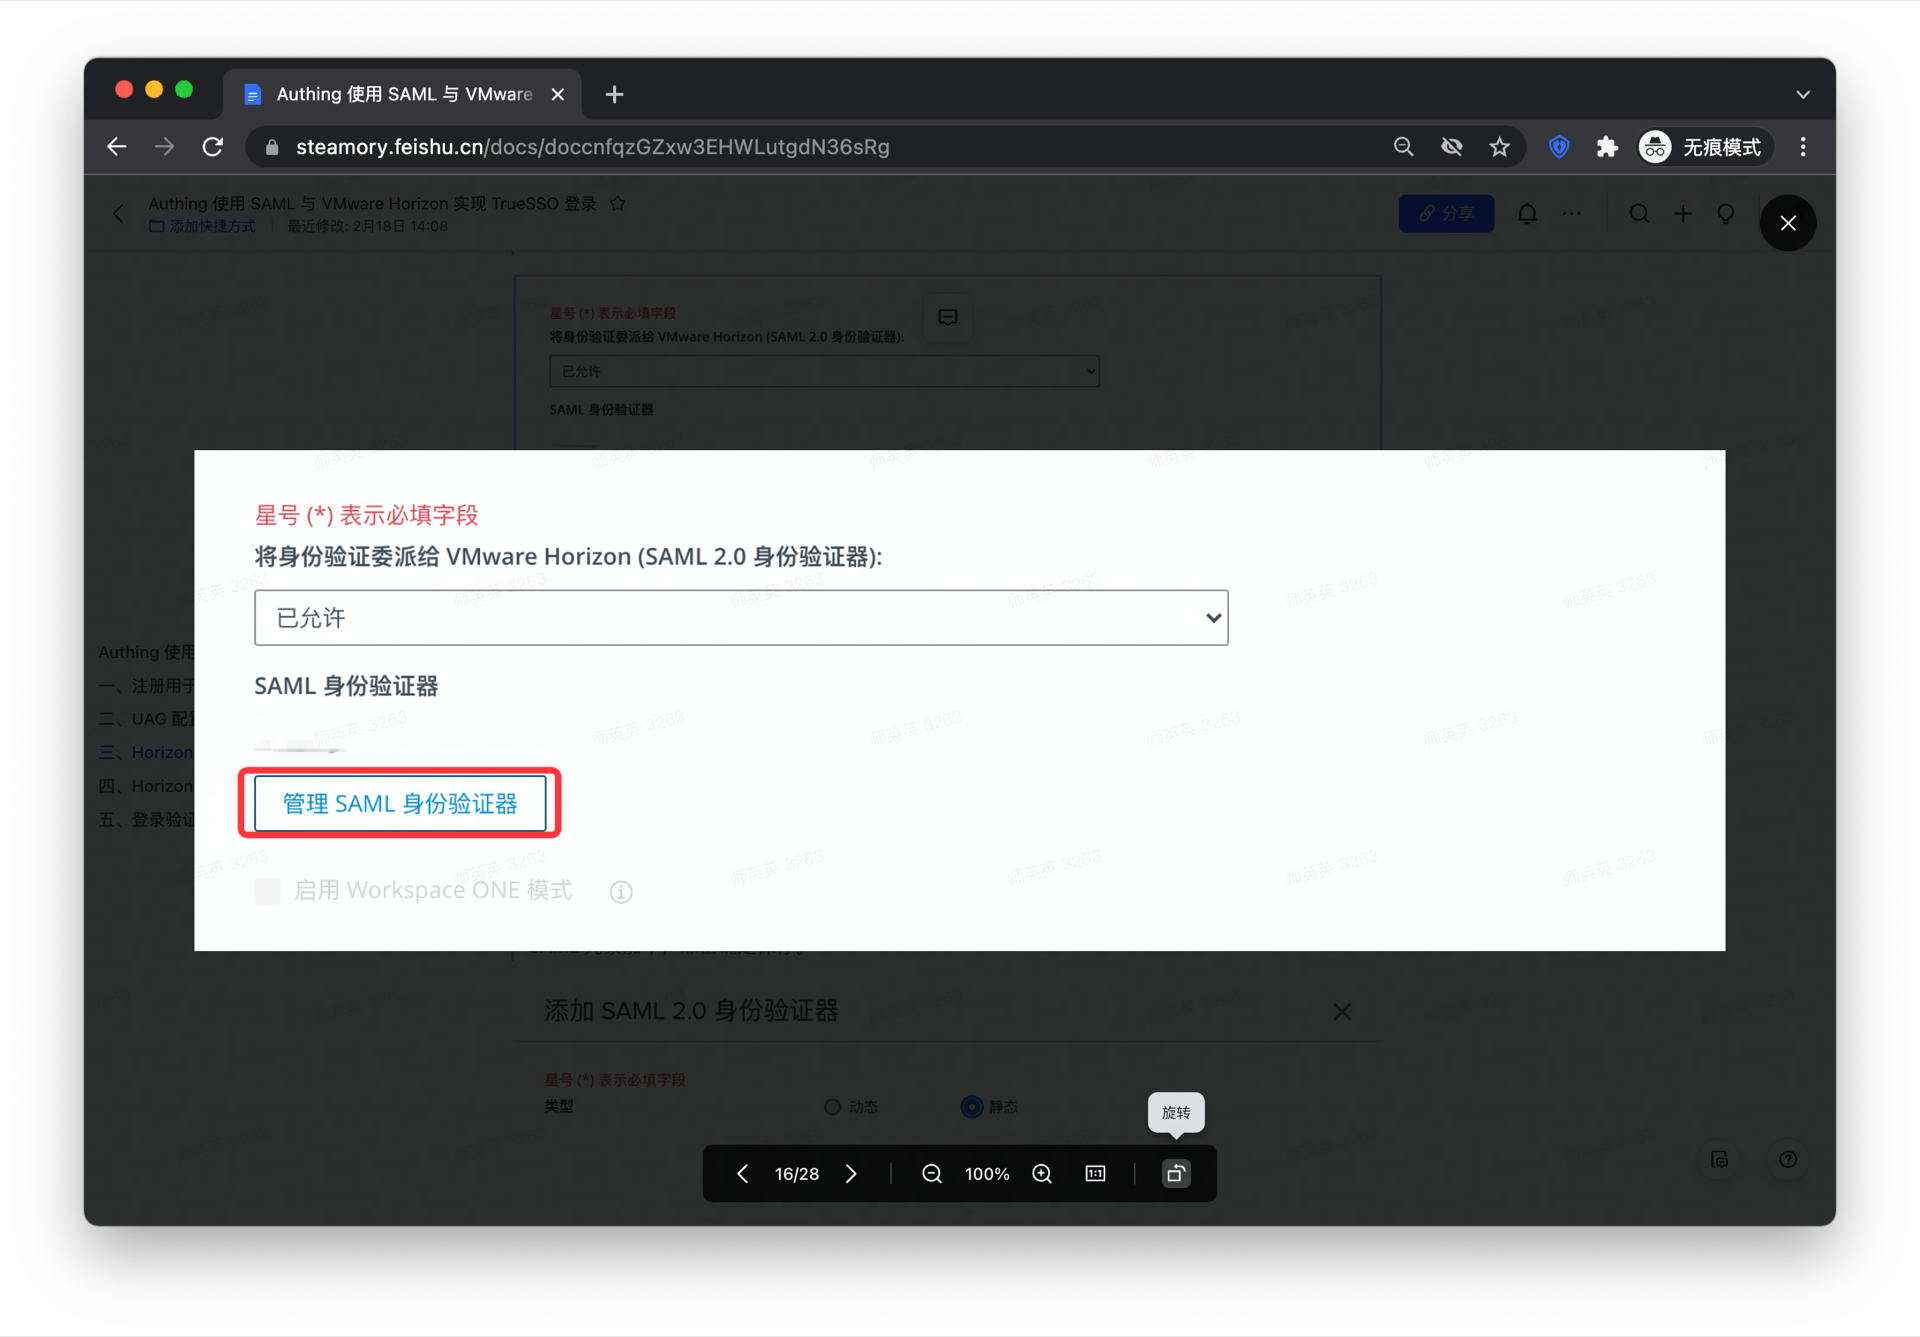 Authing 使用 SAML 与 VMware
steamory.feishu.cn/docs/doccnfqzGZxw3EHWLutgdN36sRg
无痕模式
Authing 使用 SAML 与 VMware Horizon 实现 TrueSSO 登录
添加快捷方式
最近修改: 2月18日 14:08
分享
星号 (*) 表示必填字段
将身份验证委派给 VMware Horizon (SAML 2.0 身份验证器):
已允许
SAML 身份验证器
星号 (*) 表示必填字段
将身份验证委派给 VMware Horizon (SAML 2.0 身份验证器):
已允许
SAML 身份验证器
管理 SAML 身份验证器
启用 Workspace ONE 模式
Authing 使用
一、注册用于
二、UAG 配置
三、Horizon
四、Horizon
五、登录验证
添加 SAML 2.0 身份验证器
星号 (*) 表示必填字段
类型
动态
静态
旋转
16/28
100%
1:1
师英英 3263